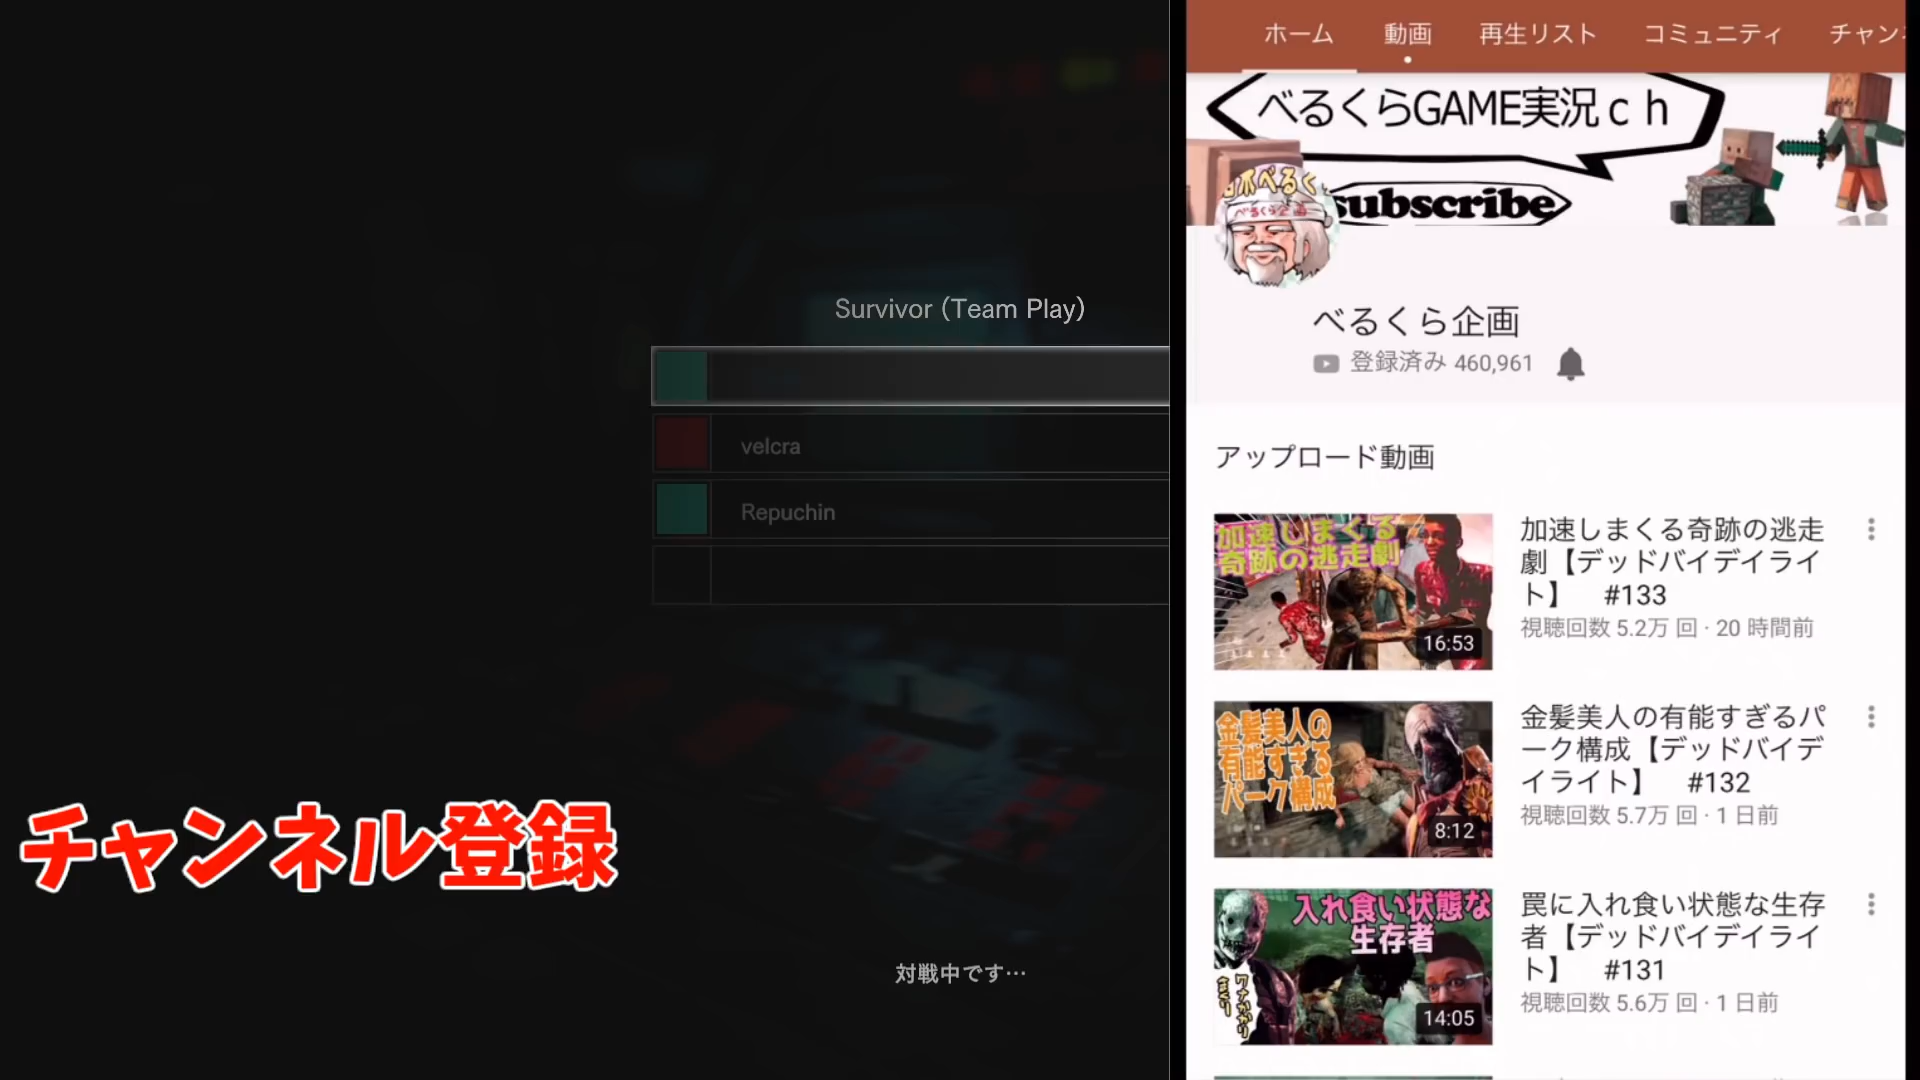 Survivor (Team Play)
velcra
Repuchin
対戦中です…
チャンネル登録
ホーム 動画 再生リスト コミュニティ チャン
べるくらGAME実況ch
subscribe
べるくら企画
べるくら企画
登録済み 460,961
アップロード動画
加速しまくる
奇跡の逃走劇
16:53
加速しまくる奇跡の逃走
劇【デッドバイデイライ
ト】 #133
視聴回数 5.2万 回 · 20 時間前
金髪美人の
有能すぎる
パーク構成
8:12
金髪美人の有能すぎるパ
ーク構成【デッドバイデ
イライト】 #132
視聴回数 5.7万 回 · 1 日前
入れ食い状態な
生存者
14:05
罠に入れ食い状態な生存
者【デッドバイデイライ
ト】 #131
視聴回数 5.6万 回 · 1 日前